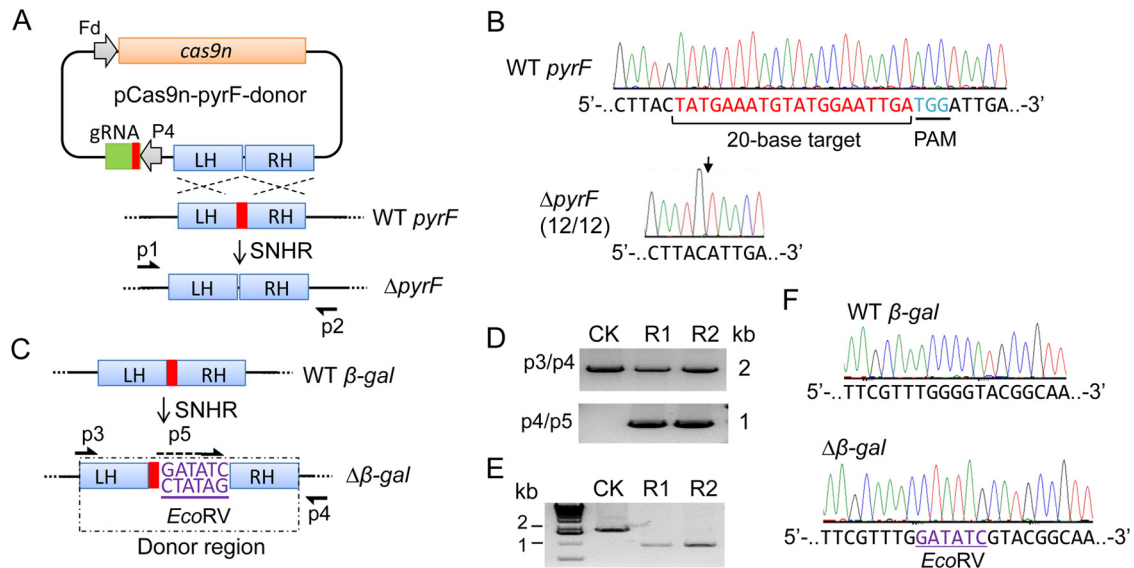 A
Fd
cas9n
pCas9n-pyrF-donor
gRNA
P4
LH
RH
LH
RH
WT pyrF
SNHR
p1
LH
RH
ΔpyrF
p2
B
WT pyrF
5'-..CTTACTATGAAATGTATGGAATTGATGGATTGA..-3'
20-base target
PAM
ΔpyrF
(12/12)
5'-..CTTACATTGA..-3'
C
LH
RH
WT β-gal
SNHR
p3
p5
LH
GATATC
CTATAG
RH
Δβ-gal
EcoRV
p4
Donor region
D
CK
R1
R2
kb
p3/p4
2
p4/p5
1
E
kb
CK
R1
R2
2
1
F
WT β-gal
5'-..TTCGTTTGGGGTACGGCAA..-3'
Δβ-gal
5'-..TTCGTTTGGATATCGTACGGCAA..-3'
EcoRV